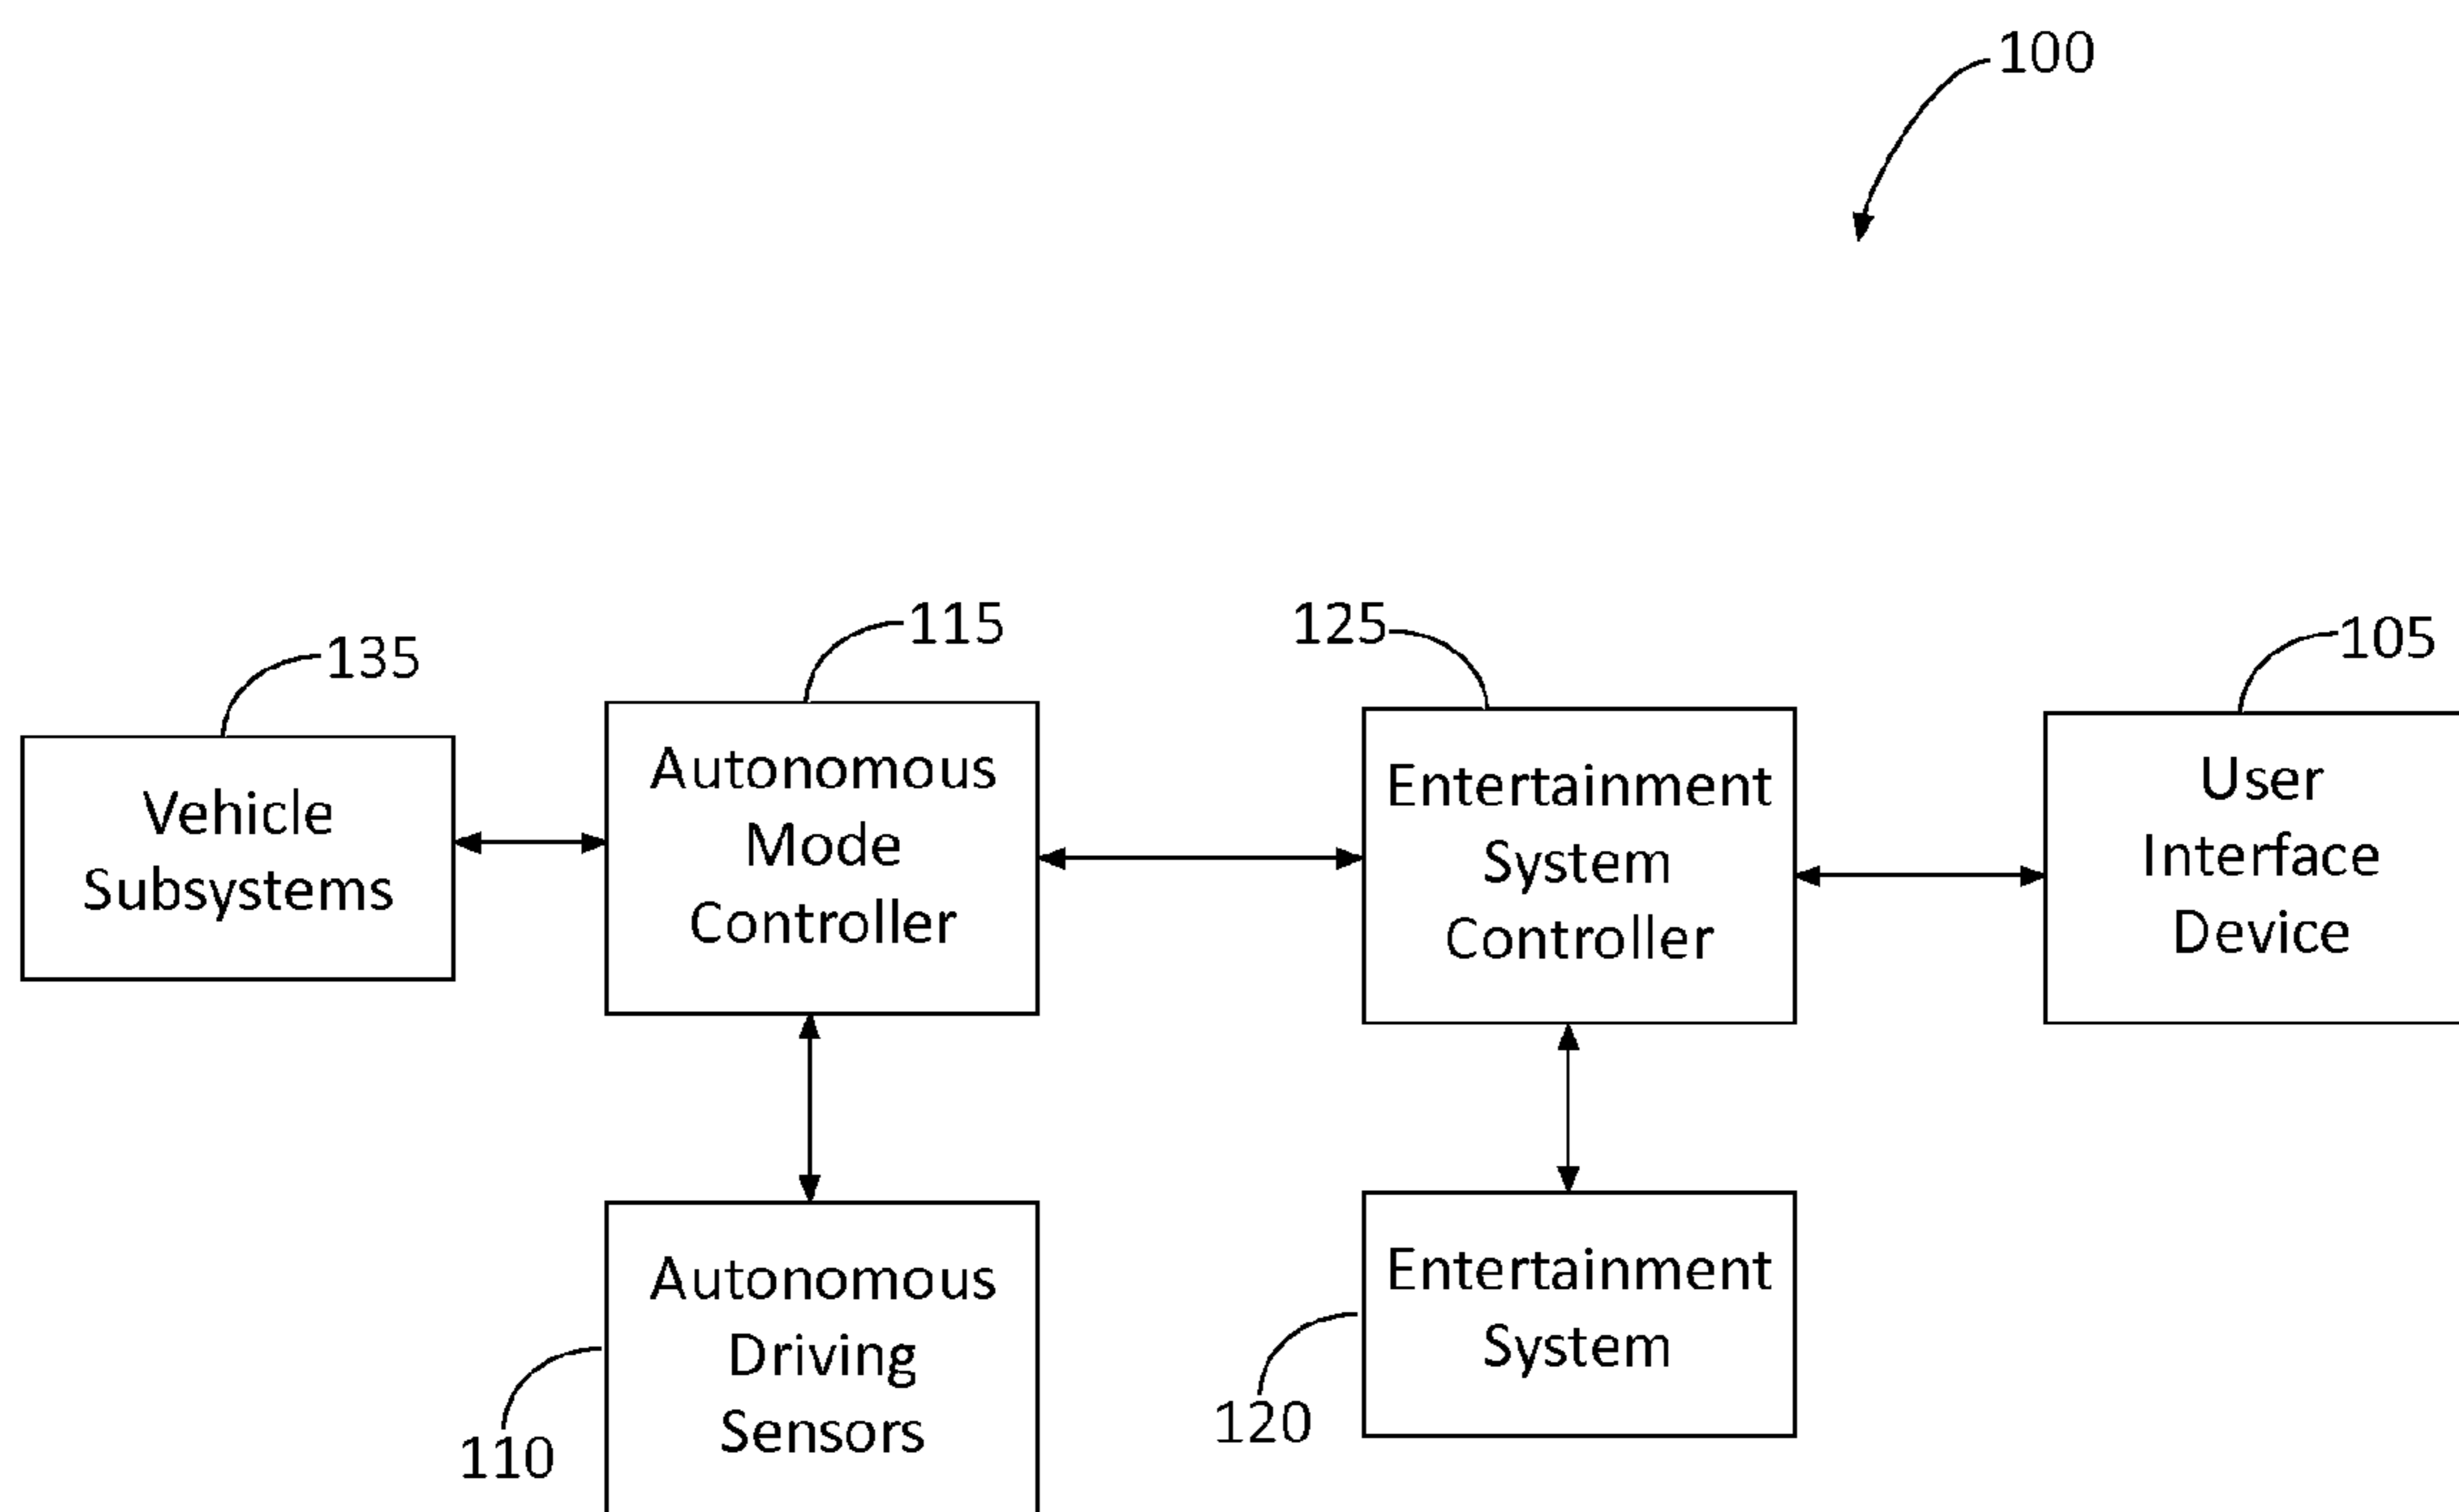 100
135
115
125
105
Vehicle
Subsystems
Autonomous
Mode
Controller
Entertainment
System
Controller
User
Interface
Device
Autonomous
Driving
Sensors
110
Entertainment
System
120